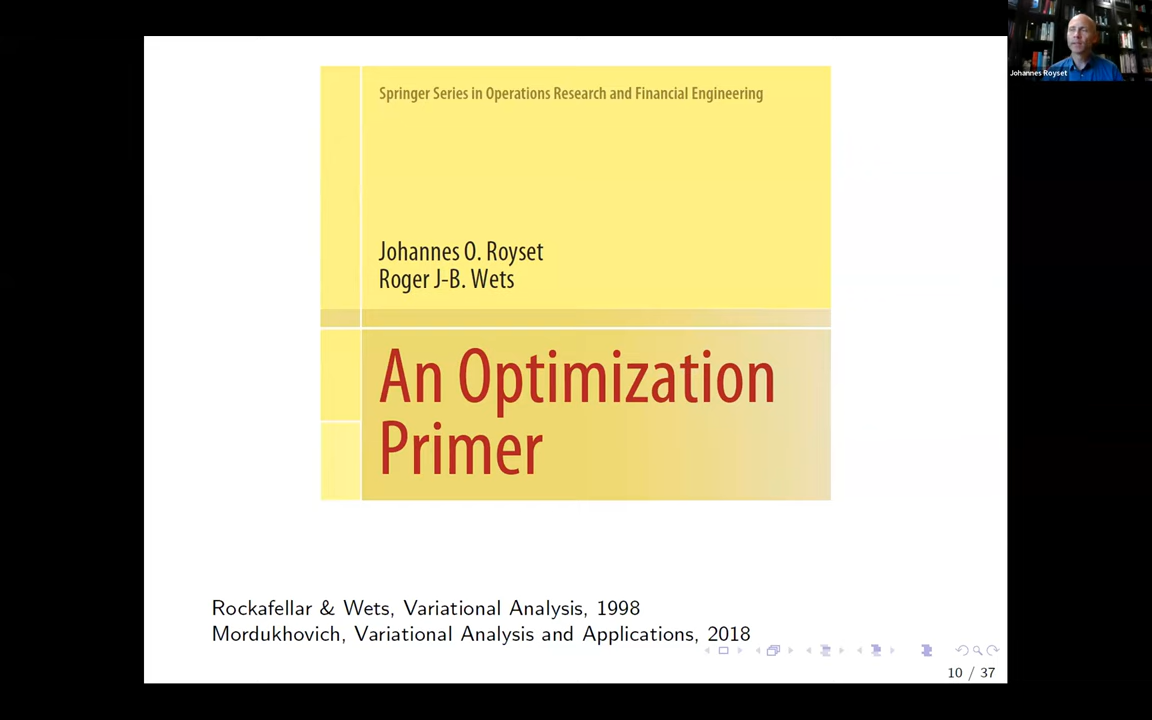 Johannes Royset
Springer Series in Operations Research and Financial Engineering
Johannes O. Royset
Roger J-B. Wets
An Optimization
Primer
Rockafellar & Wets, Variational Analysis, 1998
Mordukhovich, Variational Analysis and Applications, 2018
10 / 37